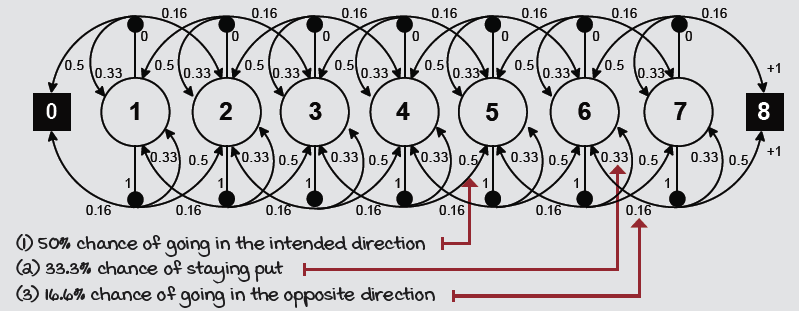 0.16 0.16 0.16 0.16 0.16 0.16 0.16
0 0 0 0 0 0 0
0.5 0.33 0.5 0.33 0.5 0.33 0.5 0.33 0.5 0.33 0.5 0.33 0.5 0.33 +1
0 1 2 3 4 5 6 7 8
0.33 0.5 0.33 0.5 0.33 0.5 0.33 0.5 0.33 0.5 0.33 0.5 0.33 0.5 +1
1 1 1 1 1 1 1
0.16 0.16 0.16 0.16 0.16 0.16 0.16
(1) 50% chance of going in the intended direction
(2) 33.3% chance of staying put
(3) 16.6% chance of going in the opposite direction